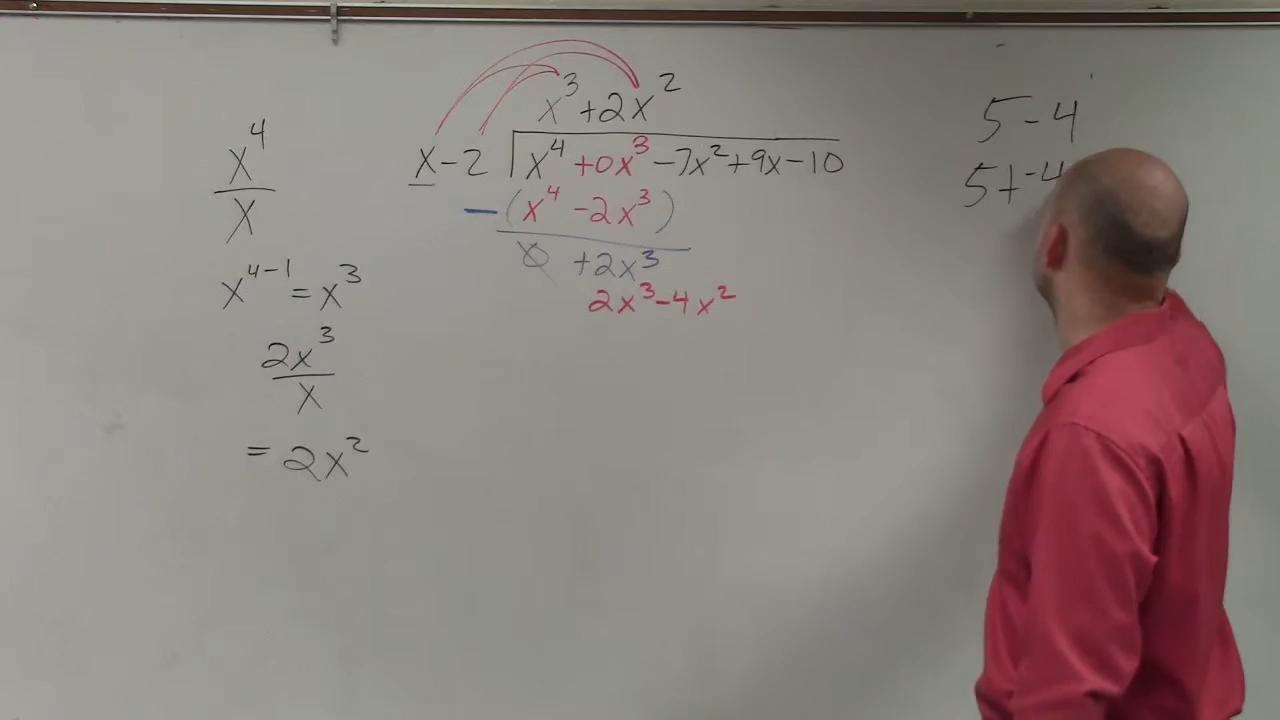 x^4
x
x^{4-1} = x^3
2x^3
x
= 2x^2
x^3 +2x^2
x-2 x^4 +0x^3 -7x^2+9x-10
-(x^4 -2x^3)
0 +2x^3
2x^3-4x^2
5-4
5+-4